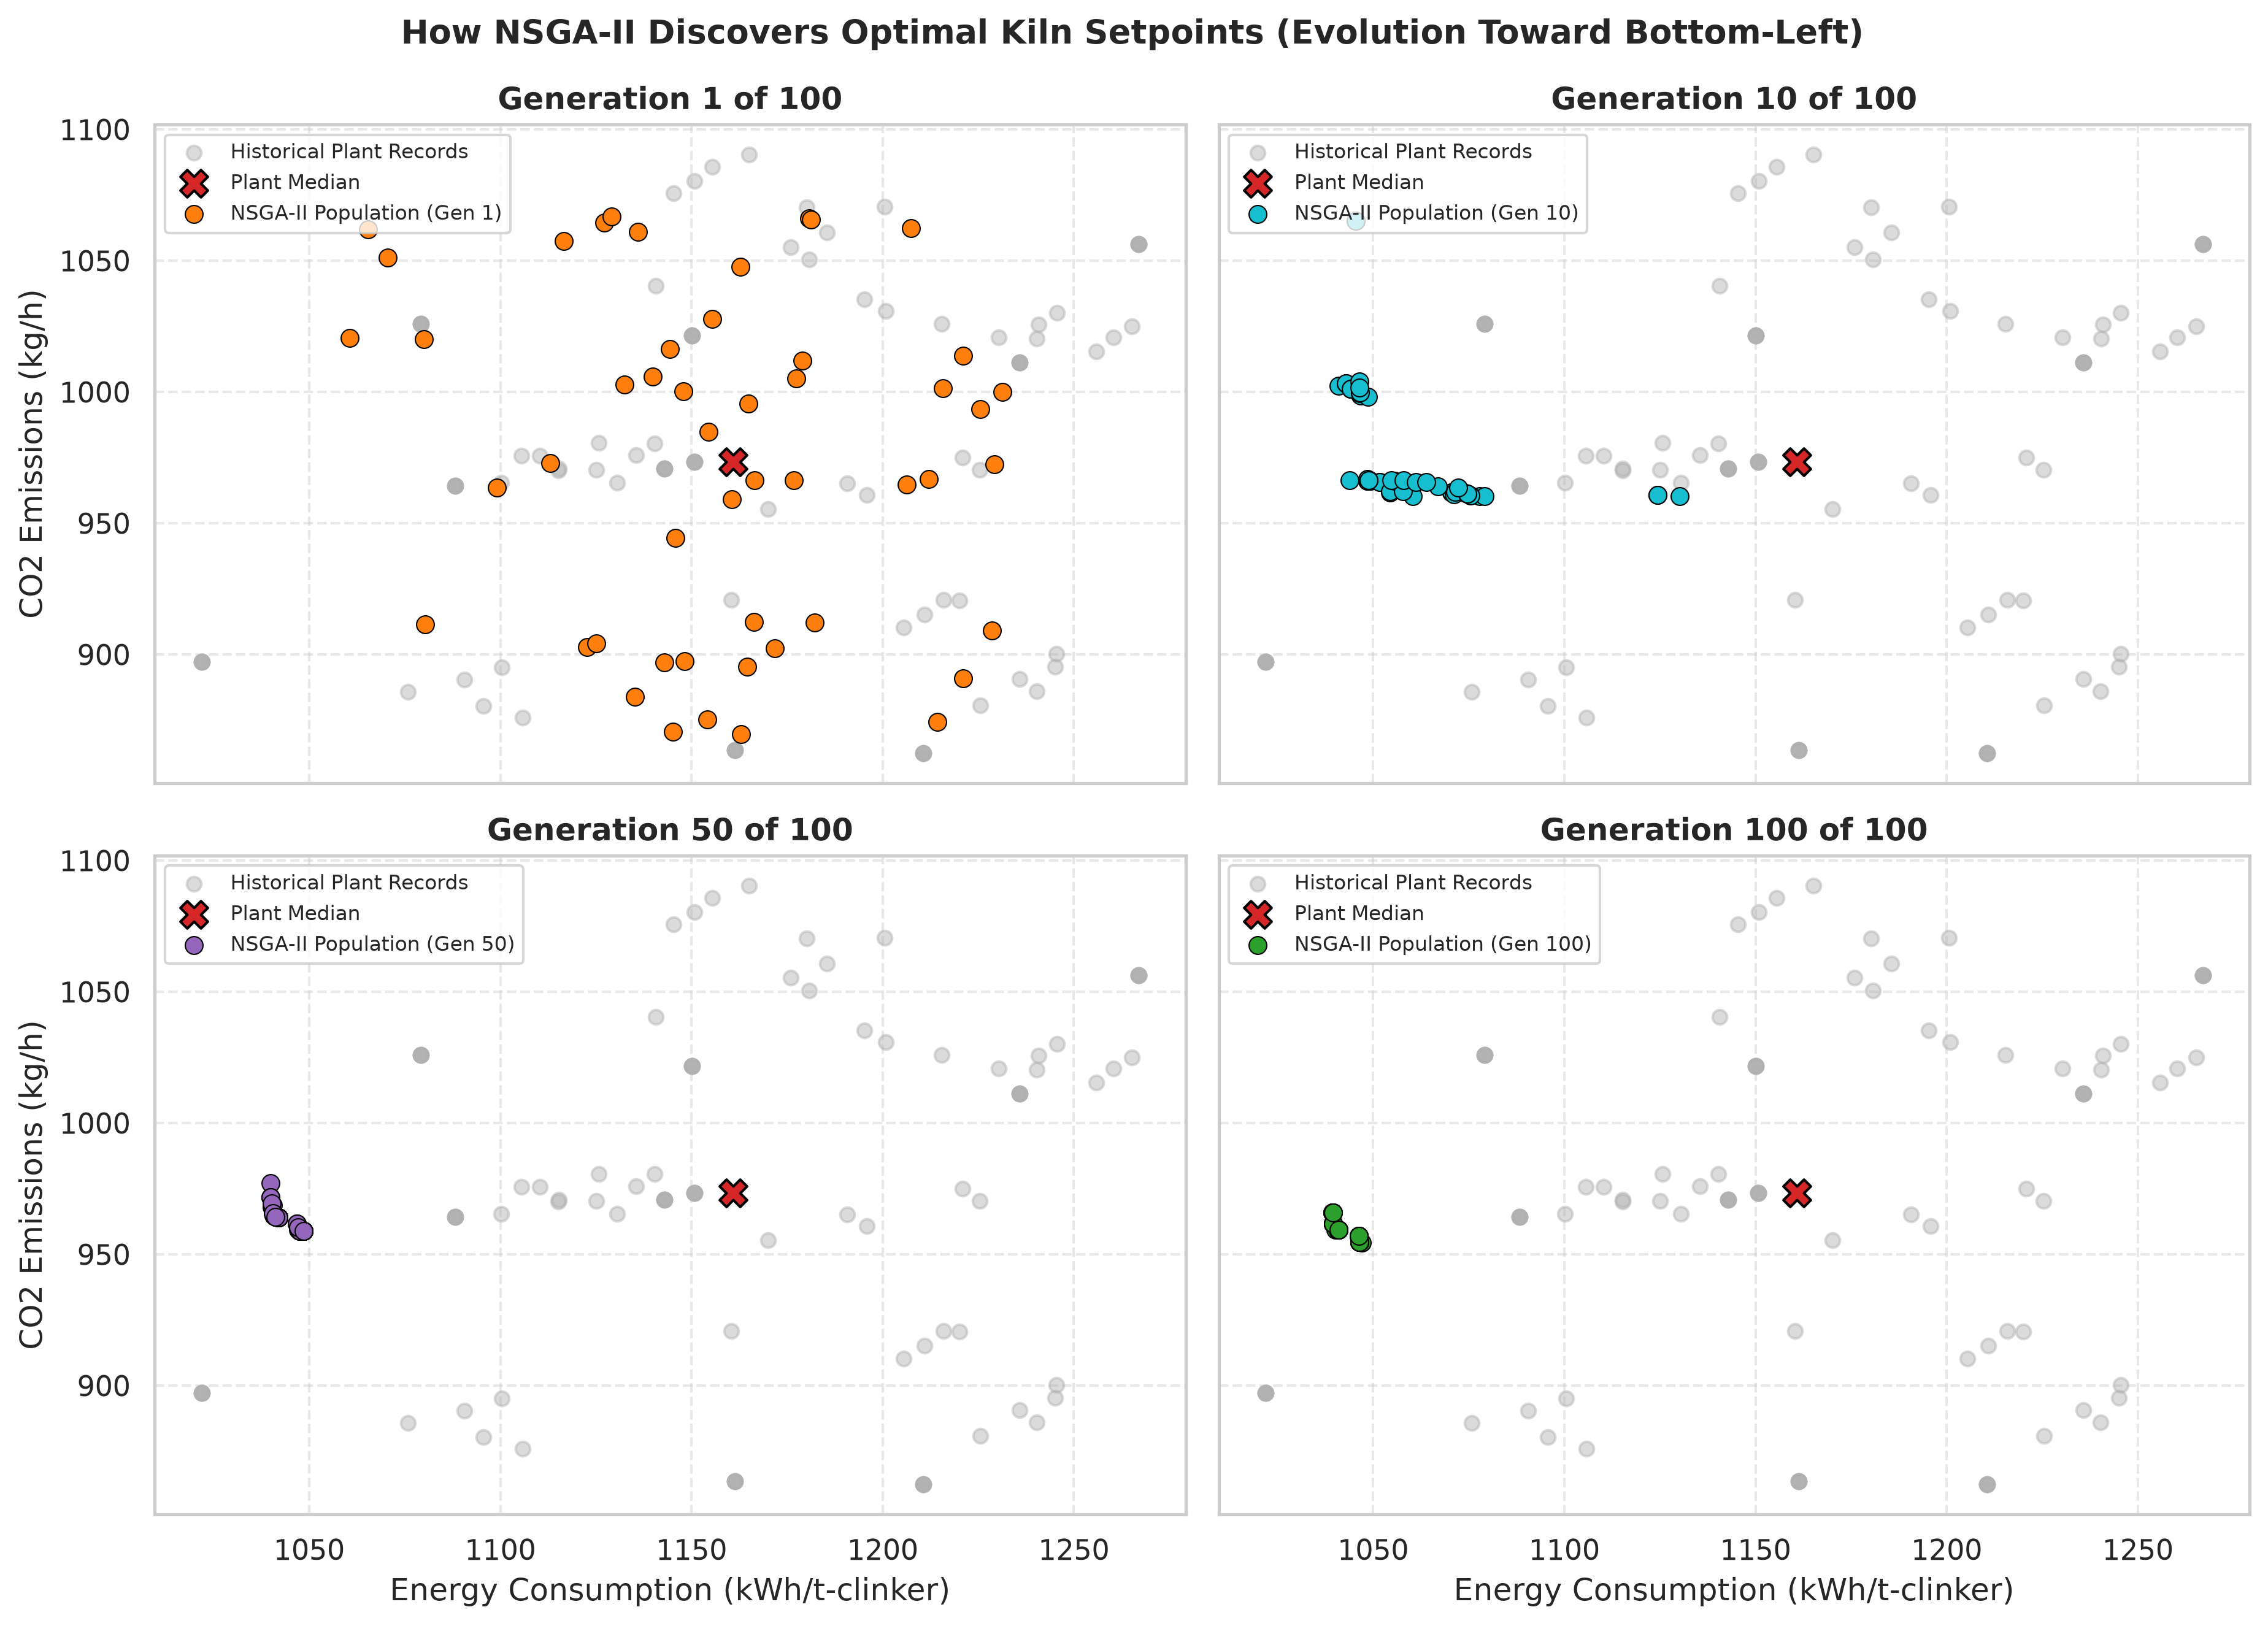 How NSGA-II Discovers Optimal Kiln Setpoints (Evolution Toward Bottom-Left)
Generation 1 of 100
Historical Plant Records
Plant Median
NSGA-II Population (Gen 1)
1100
1050
1000
950
900
CO2 Emissions (kg/h)
Generation 10 of 100
Historical Plant Records
Plant Median
NSGA-II Population (Gen 10)
Generation 50 of 100
Historical Plant Records
Plant Median
NSGA-II Population (Gen 50)
1100
1050
1000
950
900
CO2 Emissions (kg/h)
1050 1100 1150 1200 1250
Energy Consumption (kWh/t-clinker)
Generation 100 of 100
Historical Plant Records
Plant Median
NSGA-II Population (Gen 100)
1050 1100 1150 1200 1250
Energy Consumption (kWh/t-clinker)